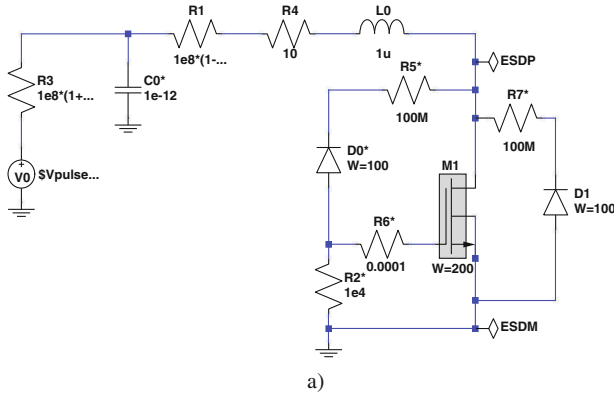 R1
1e8*(1-...
R4
10
L0
1u
ESDP
R3
1e8*(1+...
C0*
1e-12
R5*
100M
R7*
100M
V0
$Vpulse...
D0*
W=100
M1
D1
W=100
R6*
0.0001
W=200
R2*
1e4
ESDM
a)